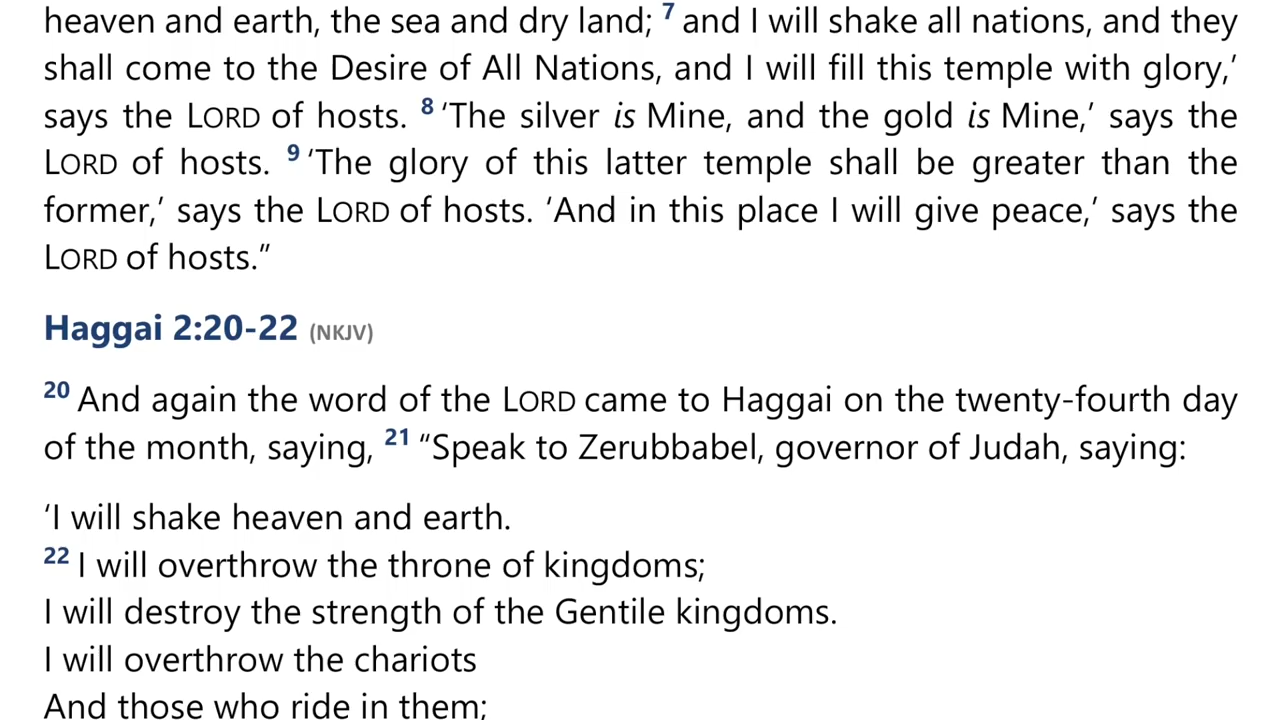 heaven and earth, the sea and dry land; 7 and I will shake all nations, and they
shall come to the Desire of All Nations, and I will fill this temple with glory,’
says the LORD of hosts. 8 ‘The silver is Mine, and the gold is Mine,’ says the
LORD of hosts. 9 ‘The glory of this latter temple shall be greater than the
former,’ says the LORD of hosts. ‘And in this place I will give peace,’ says the
LORD of hosts.”
Haggai 2:20-22 (NKJV)
20 And again the word of the LORD came to Haggai on the twenty-fourth day
of the month, saying, 21 “Speak to Zerubbabel, governor of Judah, saying:
‘I will shake heaven and earth.
22 I will overthrow the throne of kingdoms;
I will destroy the strength of the Gentile kingdoms.
I will overthrow the chariots
And those who ride in them;